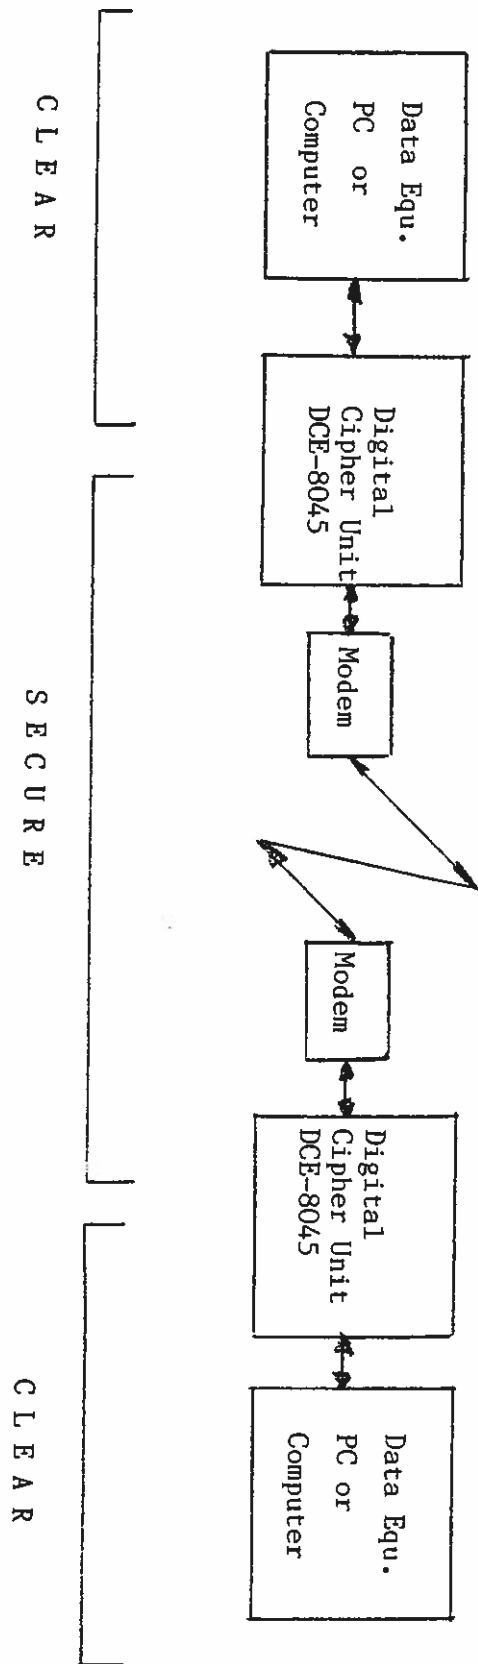 Data Equ.
PC or
Computer
Digital
Cipher Unit
DCE-8045
Modem
Modem
Digital
Cipher Unit
DCE-8045
Data Equ.
PC or
Computer
CLEAR
SECURE
CLEAR